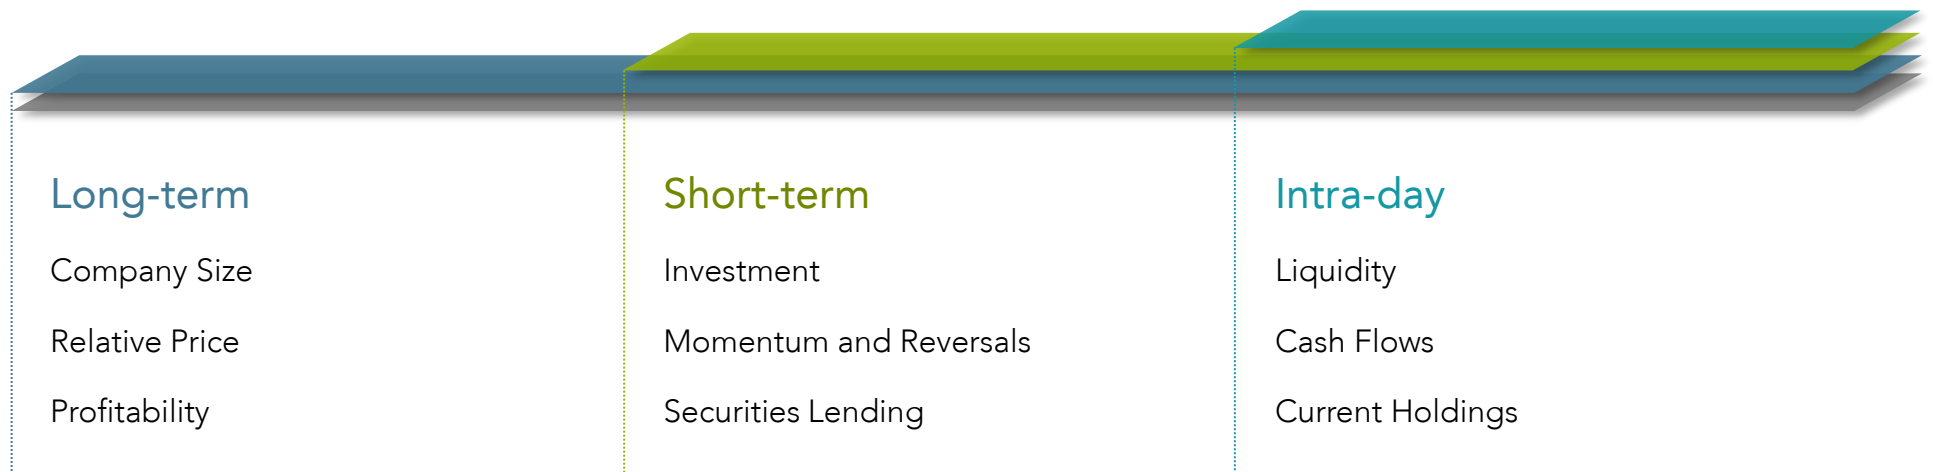 Long-term
Company Size
Relative Price
Profitability
Short-term
Investment
Momentum and Reversals
Securities Lending
Intra-day
Liquidity
Cash Flows
Current Holdings